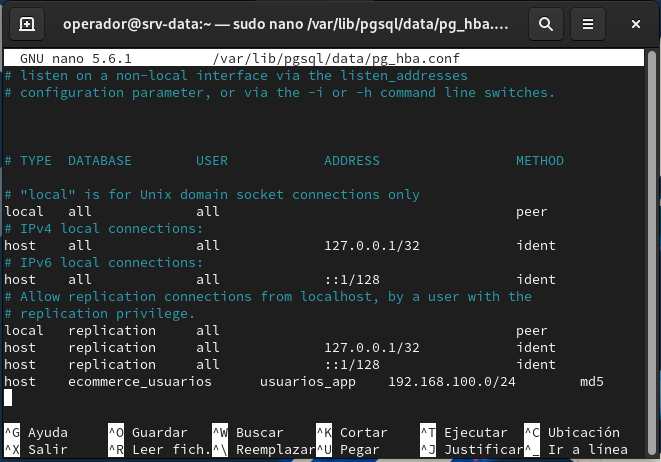 operador@srv-data:~ — sudo nano /var/lib/pgsql/data/pg_hba....
GNU nano 5.6.1 /var/lib/pgsql/data/pg_hba.conf
# listen on a non-local interface via the listen_addresses
# configuration parameter, or via the -i or -h command line switches.
# TYPE DATABASE USER ADDRESS METHOD
# "local" is for Unix domain socket connections only
local all all peer
# IPv4 local connections:
host all all 127.0.0.1/32 ident
# IPv6 local connections:
host all all ::1/128 ident
# Allow replication connections from localhost, by a user with the
# replication privilege.
local replication all peer
host replication all 127.0.0.1/32 ident
host replication all ::1/128 ident
host ecommerce_usuarios usuarios_app 192.168.100.0/24 md5
^G Ayuda ^O Guardar ^W Buscar ^K Cortar ^T Ejecutar ^C Ubicación
^X Salir ^R Leer fich.^\ Reemplazar^U Pegar ^J Justificar^_ Ir a línea